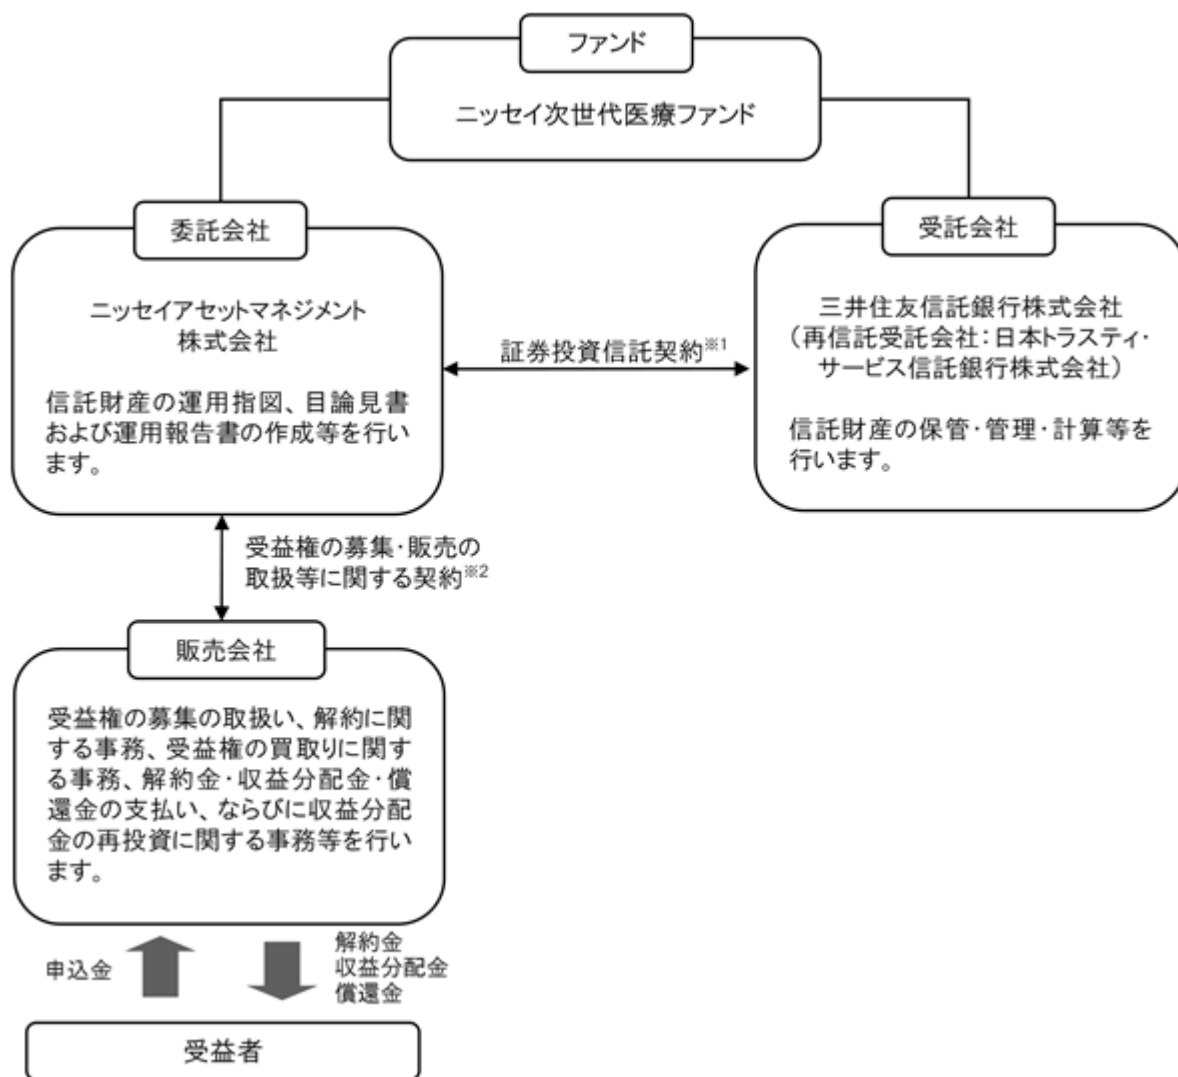 ファンド
ニッセイ次世代医療ファンド
委託会社
ニッセイアセットマネジメント
株式会社
信託財産の運用指図、目論見書
および運用報告書の作成等を行い
ます。
証券投資信託契約※1
受託会社
三井住友信託銀行株式会社
(再信託受託会社:日本トラスティ・
サービス信託銀行株式会社)
信託財産の保管・管理・計算等を
行います。
受益権の募集・販売の
取扱等に関する契約※2
販売会社
受益権の募集の取扱い、解約に関
する事務、受益権の買取りに関す
る事務、解約金・収益分配金・償
還金の支払い、ならびに収益分配
金の再投資に関する事務等を行い
ます。
申込金
解約金
収益分配金
償還金
受益者